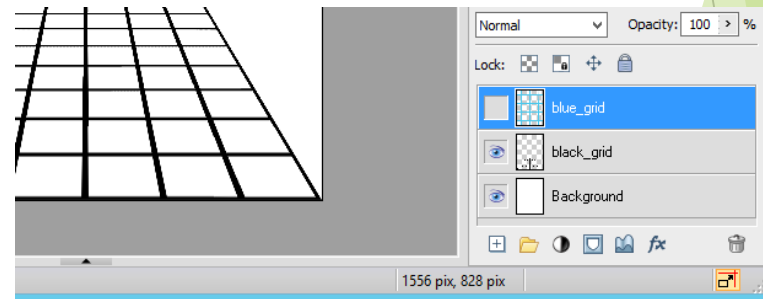 Normal Opacity: 100 > %
Lock:
blue_grid
black_grid
Background
fx
1556 pix, 828 pix